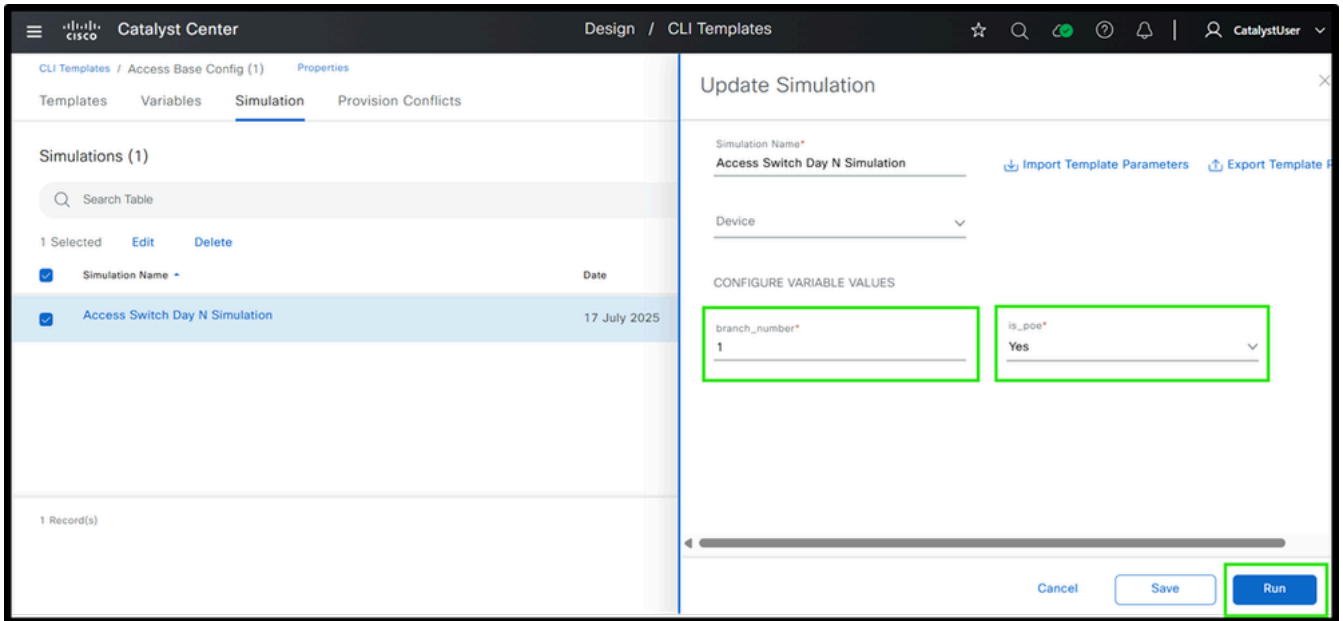 CISCO Catalyst Center Design / CLI Templates CatalystUser
CLI Templates / Access Base Config (1) Properties
Templates Variables Simulation Provision Conflicts
Simulations (1)
Search Table
1 Selected Edit Delete
Simulation Name Date
Access Switch Day N Simulation 17 July 2025
1 Record(s)
Update Simulation
Simulation Name*
Access Switch Day N Simulation Import Template Parameters Export Template
Device
CONFIGURE VARIABLE VALUES
branch_number* is_poe*
1 Yes
Cancel Save Run